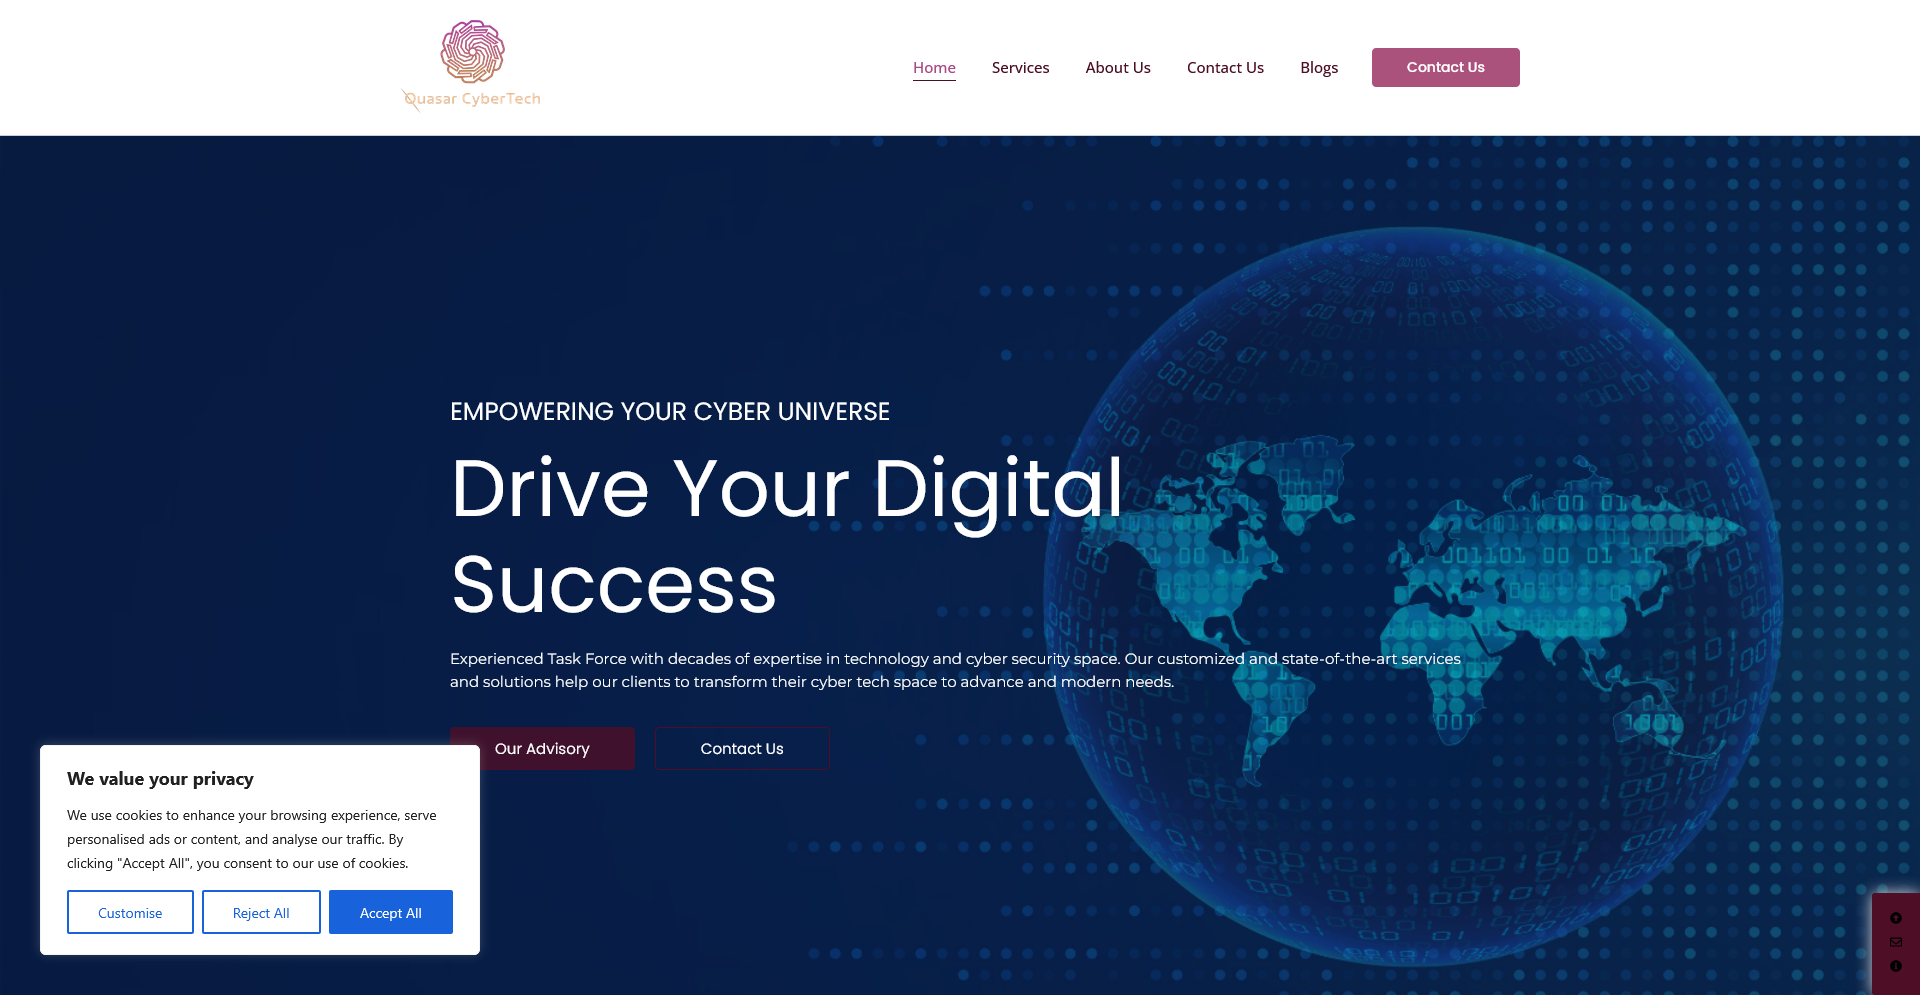 Quasar CyberTech
Home
Services
About Us
Contact Us
Blogs
Contact Us
EMPOWERING YOUR CYBER UNIVERSE
Drive Your Digital
Success
Experienced Task Force with decades of expertise in technology and cyber security space. Our customized and state-of-the-art services
and solutions help our clients to transform their cyber tech space to advance and modern needs.
Our Advisory
Contact Us
We value your privacy
We use cookies to enhance your browsing experience, serve
personalised ads or content, and analyse our traffic. By
clicking "Accept All", you consent to our use of cookies.
Customise
Reject All
Accept All